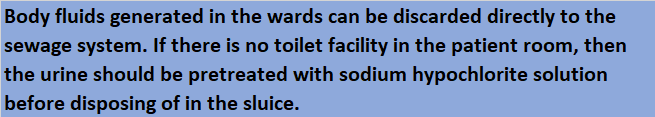 Body fluids generated in the wards can be discarded directly to the
sewage system. If there is no toilet facility in the patient room, then
the urine should be pretreated with sodium hypochlorite solution
before disposing of in the sluice.